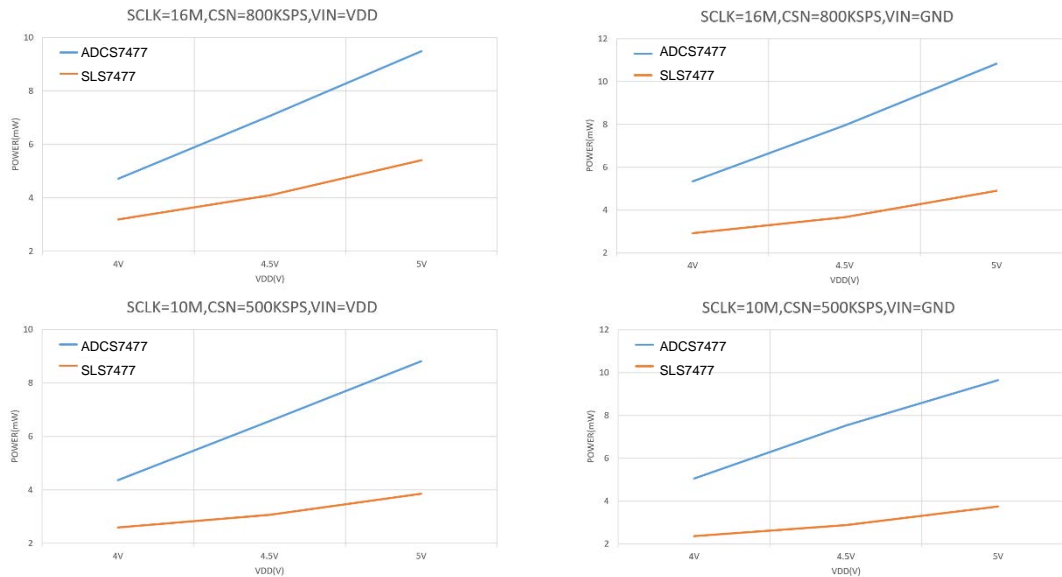 SCLK=16M,CSN=800KSPS,VIN=VDD
10
8
6
4
2
POWER(mW)
ADCS7477
SLS7477
4V
4.5V
5V
VDD(V)
SCLK=16M,CSN=800KSPS,VIN=GND
12
10
8
6
4
2
POWER(mW)
ADCS7477
SLS7477
4V
4.5V
5V
VDD(V)
SCLK=10M,CSN=500KSPS,VIN=VDD
10
8
6
4
2
POWER(mW)
ADCS7477
SLS7477
4V
4.5V
5V
VDD(V)
SCLK=10M,CSN=500KSPS,VIN=GND
12
10
8
6
4
2
POWER(mW)
ADCS7477
SLS7477
4V
4.5V
5V
VDD(V)